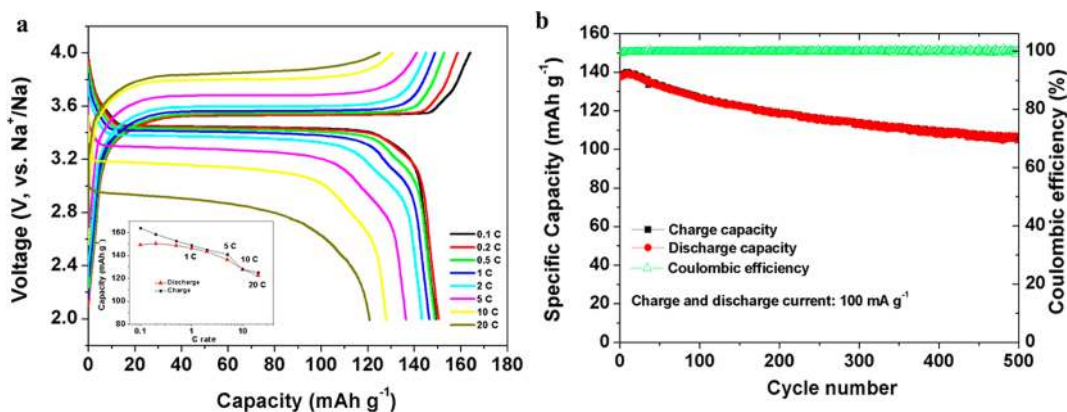 a
4.0
3.6
3.2
2.8
2.4
2.0
Voltage (V, vs. Na⁺/Na)
0 20 40 60 80 100 120 140 160 180
Capacity (mAh g⁻¹)
0.1 C
0.2 C
0.5 C
1 C
2 C
5 C
10 C
20 C
Capacity (mAh g⁻¹)
160
140
120
100
80
1 C
5 C
10 C
20 C
Discharge
Charge
0.1 1 10
C rate
b
Specific Capacity (mAh g⁻¹)
160
140
120
100
80
60
40
20
0
Charge capacity
Discharge capacity
Coulombic efficiency
Charge and discharge current: 100 mA g⁻¹
0 100 200 300 400 500
Cycle number
100
80
60
40
20
0
Coulombic efficiency (%)